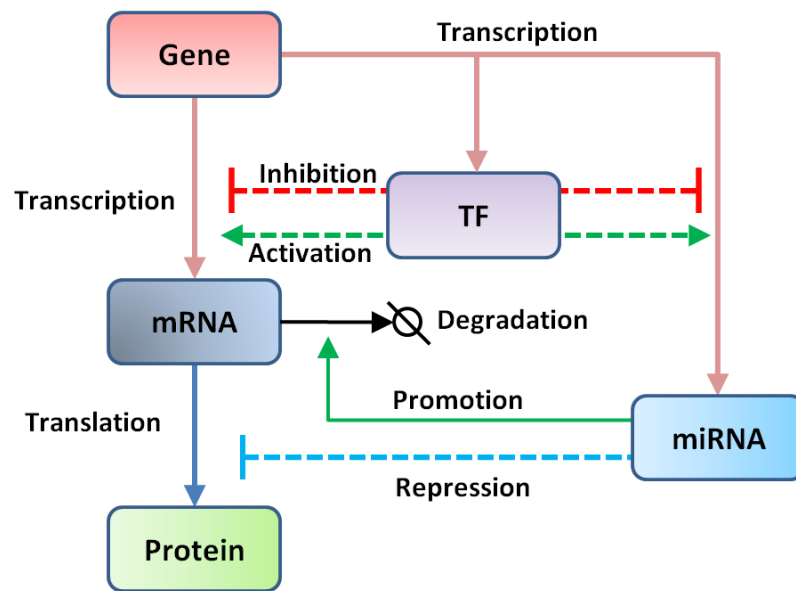 Transcription
Gene
Inhibition
Transcription
TF
Activation
mRNA
Degradation
Promotion
Translation
miRNA
Repression
Protein